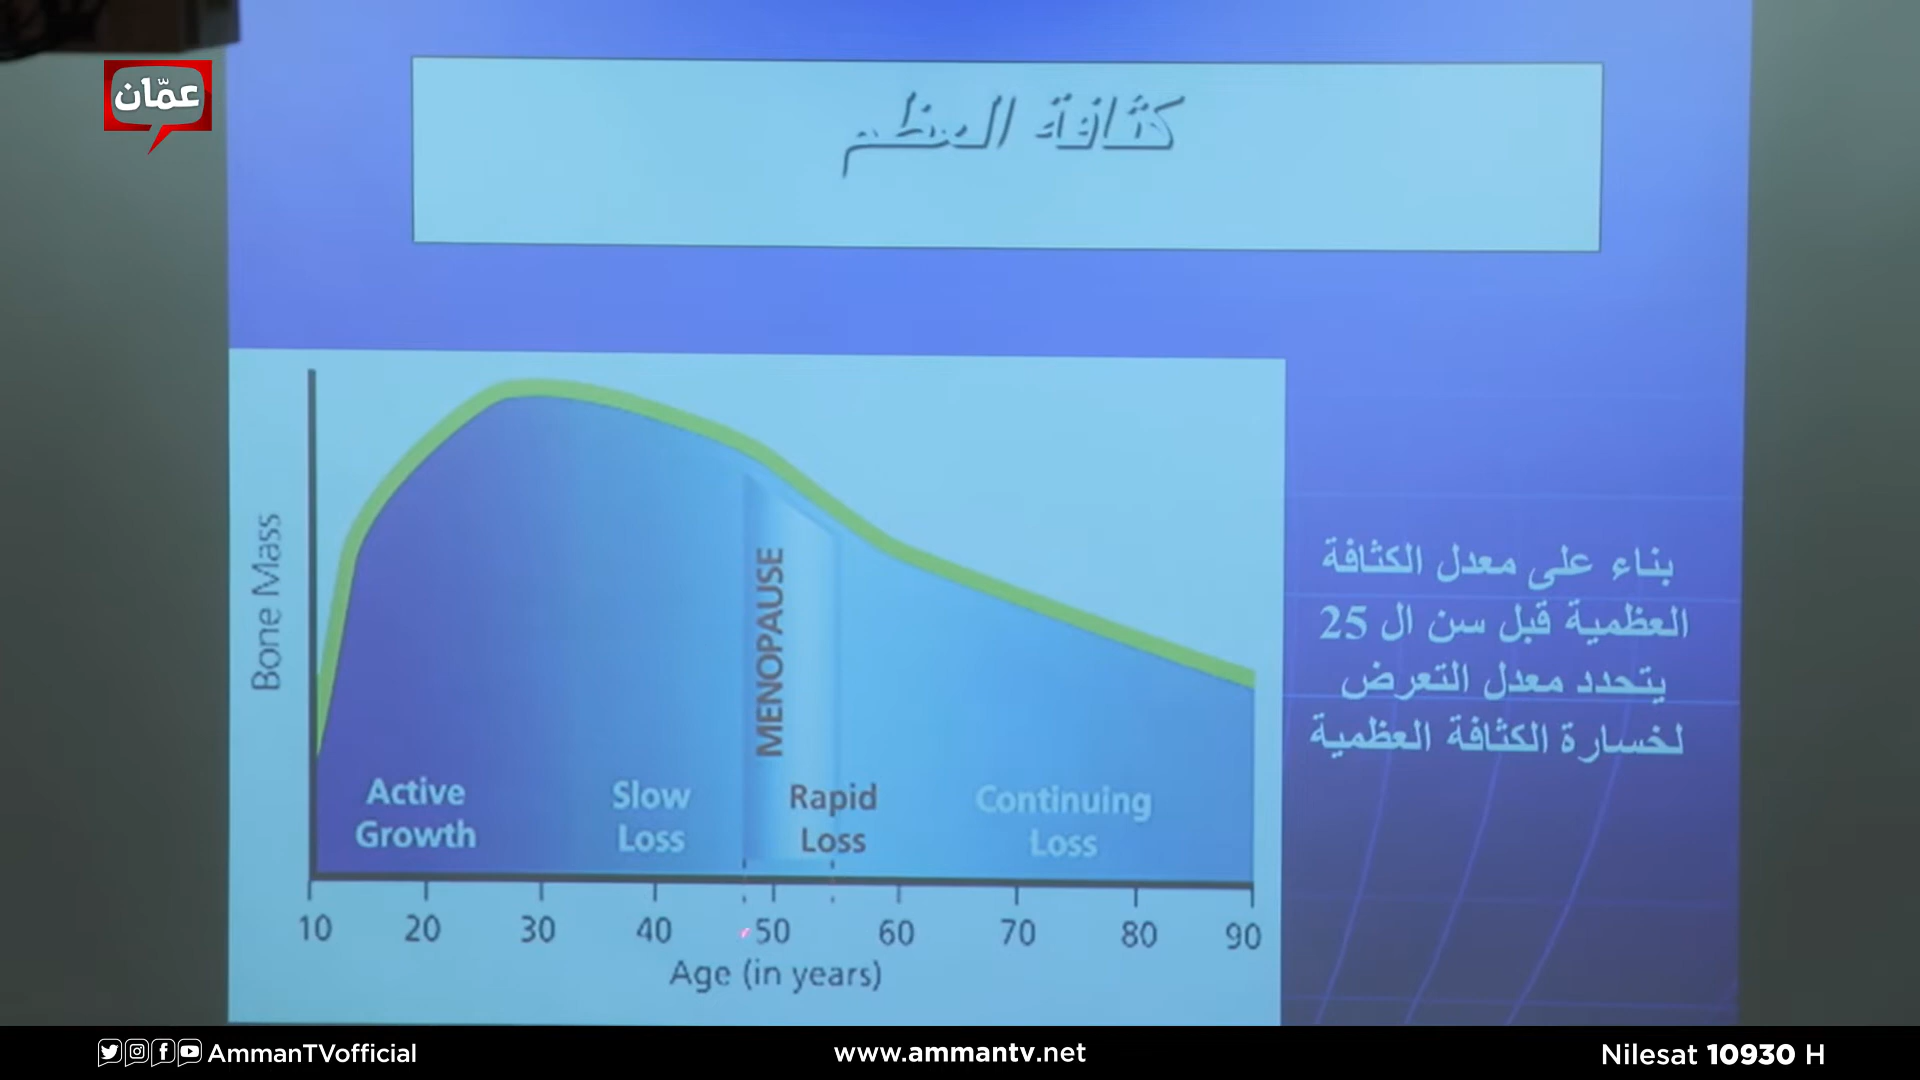 عمّان
كثافة العظم
بناء على معدل الكثافة
العظمية قبل سن ال 25
يتحدد معدل التعرض
لخسارة الكثافة العظمية
Bone Mass
MENOPAUSE
Active
Growth
Slow
Loss
Rapid
Loss
Continuing
Loss
10 20 30 40 50 60 70 80 90
Age (in years)
AmmanTVofficial
www.ammantv.net
Nilesat 10930 H